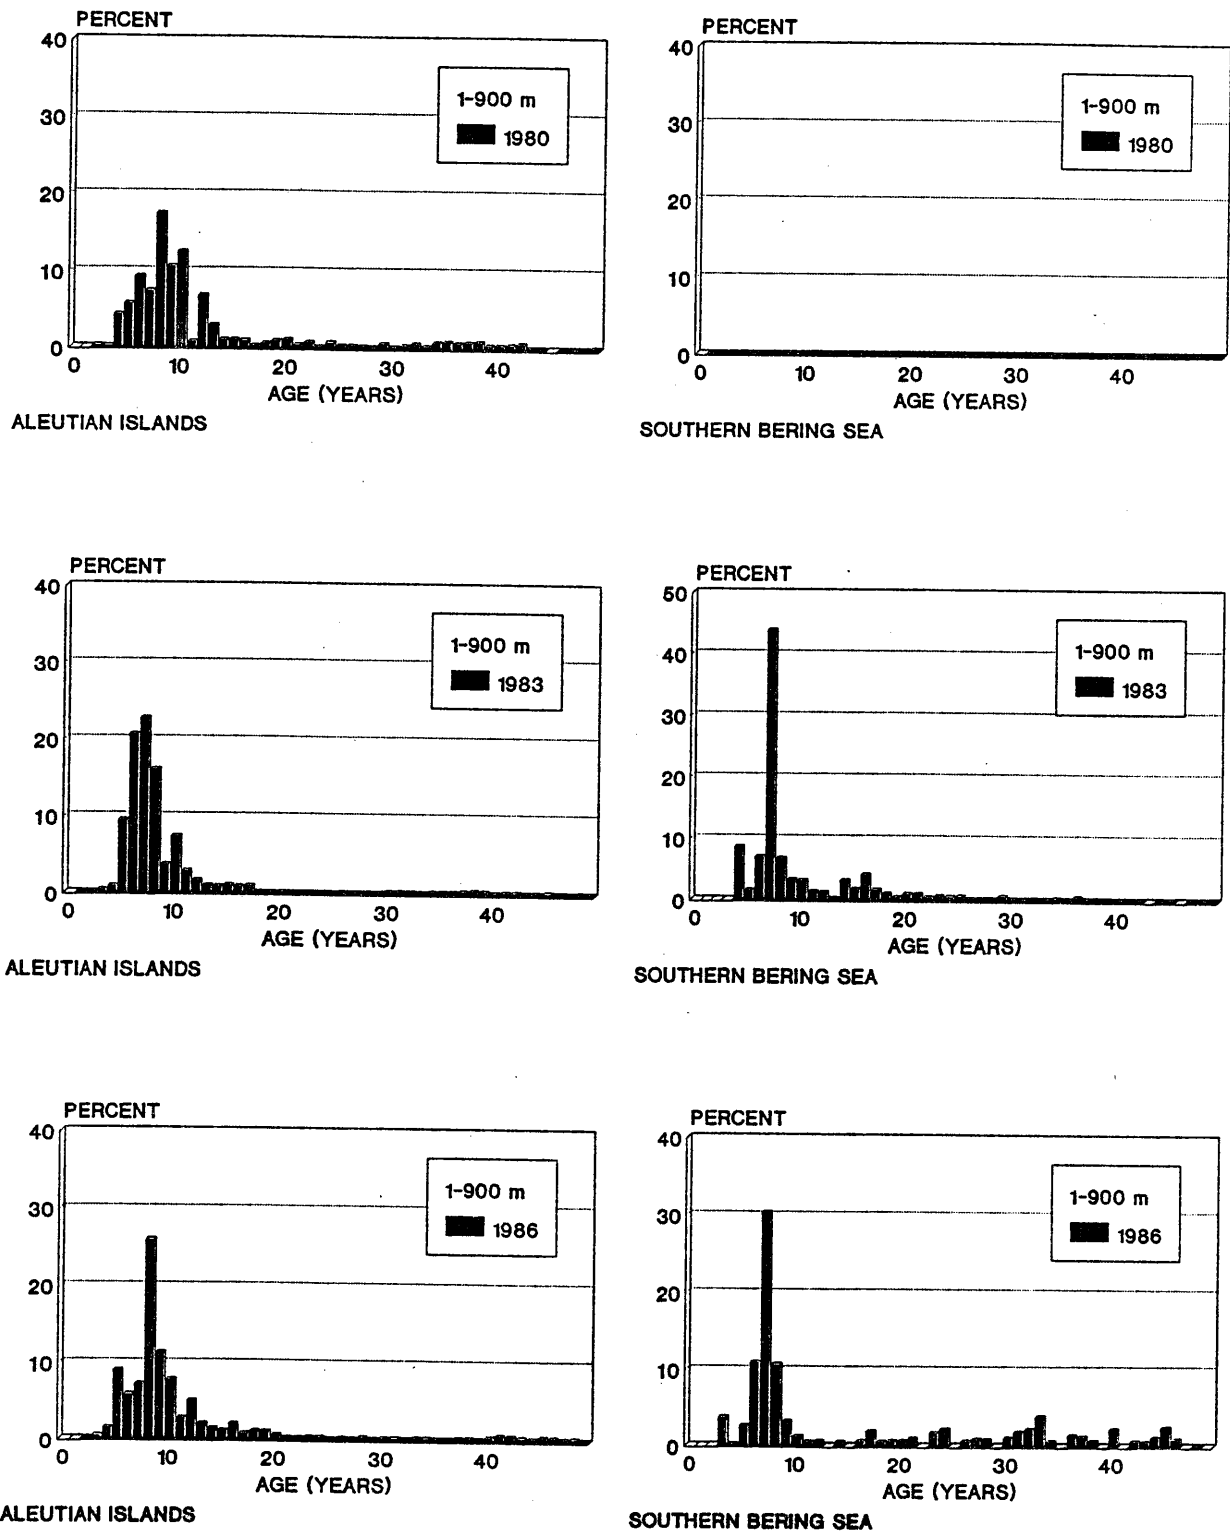 PERCENT
40
30
20
10
0
1-900 m
1980
0 10 20 30 40
AGE (YEARS)
ALEUTIAN ISLANDS
PERCENT
40
30
20
10
0
1-900 m
1980
0 10 20 30 40
AGE (YEARS)
SOUTHERN BERING SEA
PERCENT
40
30
20
10
0
1-900 m
1983
0 10 20 30 40
AGE (YEARS)
ALEUTIAN ISLANDS
PERCENT
50
40
30
20
10
0
1-900 m
1983
0 10 20 30 40
AGE (YEARS)
SOUTHERN BERING SEA
PERCENT
40
30
20
10
0
1-900 m
1986
0 10 20 30 40
AGE (YEARS)
ALEUTIAN ISLANDS
PERCENT
40
30
20
10
0
1-900 m
1986
0 10 20 30 40
AGE (YEARS)
SOUTHERN BERING SEA